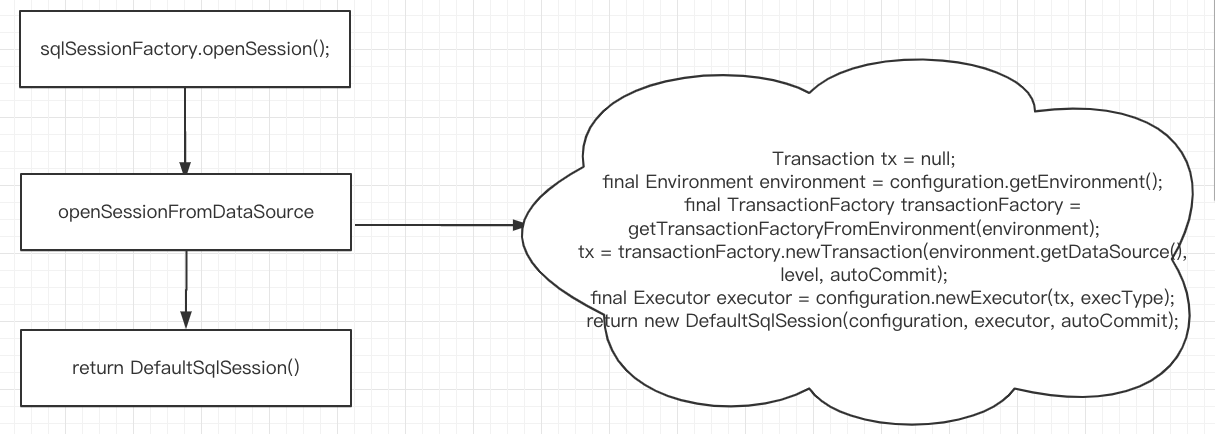 sqlSessionFactory.openSession();
openSessionFromDataSource
return DefaultSqlSession()
Transaction tx = null;
final Environment environment = configuration.getEnvironment();
final TransactionFactory transactionFactory =
getTransactionFactoryFromEnvironment(environment);
tx = transactionFactory.newTransaction(environment.getDataSource(),
level, autoCommit);
final Executor executor = configuration.newExecutor(tx, execType);
return new DefaultSqlSession(configuration, executor, autoCommit);